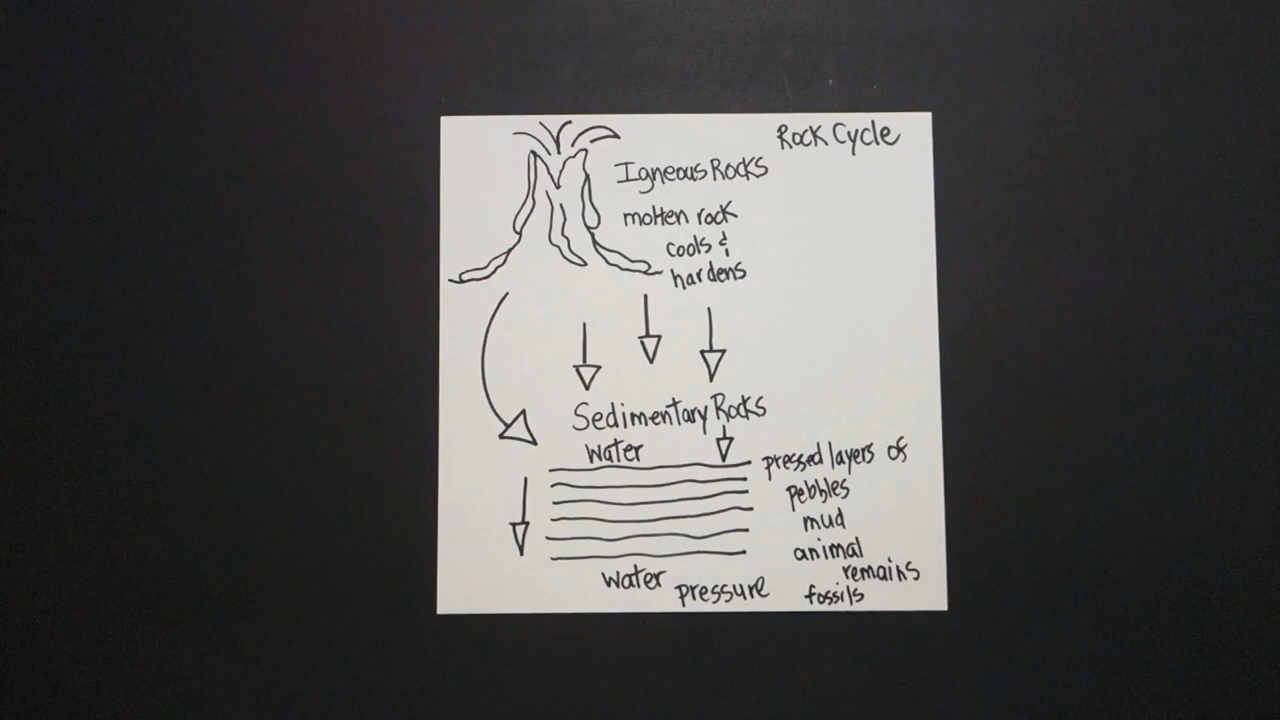 Rock Cycle
Igneous Rocks
molten rock
cools &
hardens
Sedimentary Rocks
water
pressed layers of
pebbles
mud
animal
remains
fossils
water pressure